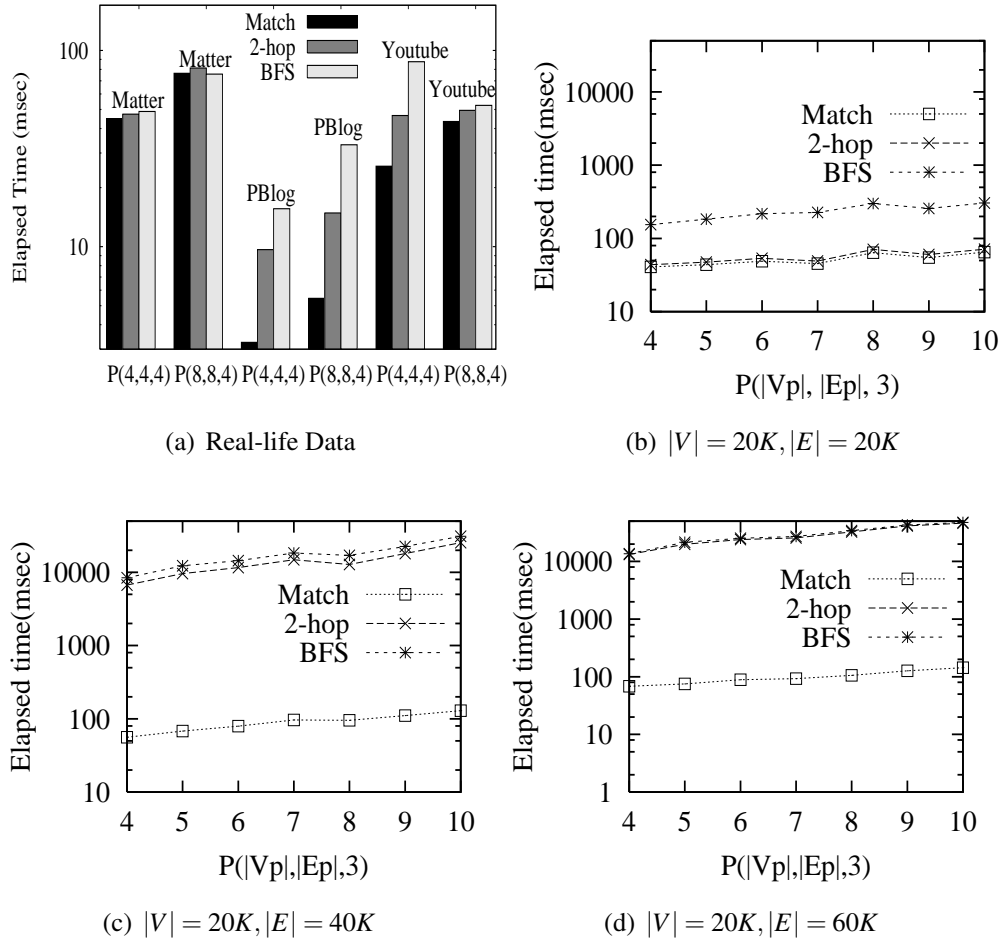 Elapsed Time (msec)
100
10
Match
2-hop
BFS
Matter
Matter
PBlog
PBlog
Youtube
Youtube
P(4,4,4) P(8,8,4) P(4,4,4) P(8,8,4) P(4,4,4) P(8,8,4)
(a) Real-life Data
Elapsed time(msec)
10000
1000
100
10
Match
2-hop
BFS
4 5 6 7 8 9 10
P(|Vp|, |Ep|, 3)
(b) |V| = 20K, |E| = 20K
Elapsed time(msec)
10000
1000
100
10
Match
2-hop
BFS
4 5 6 7 8 9 10
P(|Vp|,|Ep|,3)
(c) |V| = 20K, |E| = 40K
Elapsed time(msec)
10000
1000
100
10
1
Match
2-hop
BFS
4 5 6 7 8 9 10
P(|Vp|,|Ep|,3)
(d) |V| = 20K, |E| = 60K